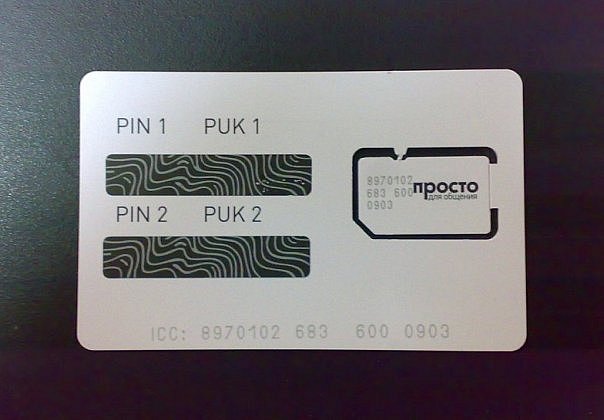 PIN 1 PUK 1
PIN 2 PUK 2
8970102
683 600
0903
просто
для общения
ICC: 8970102 683 600 0903